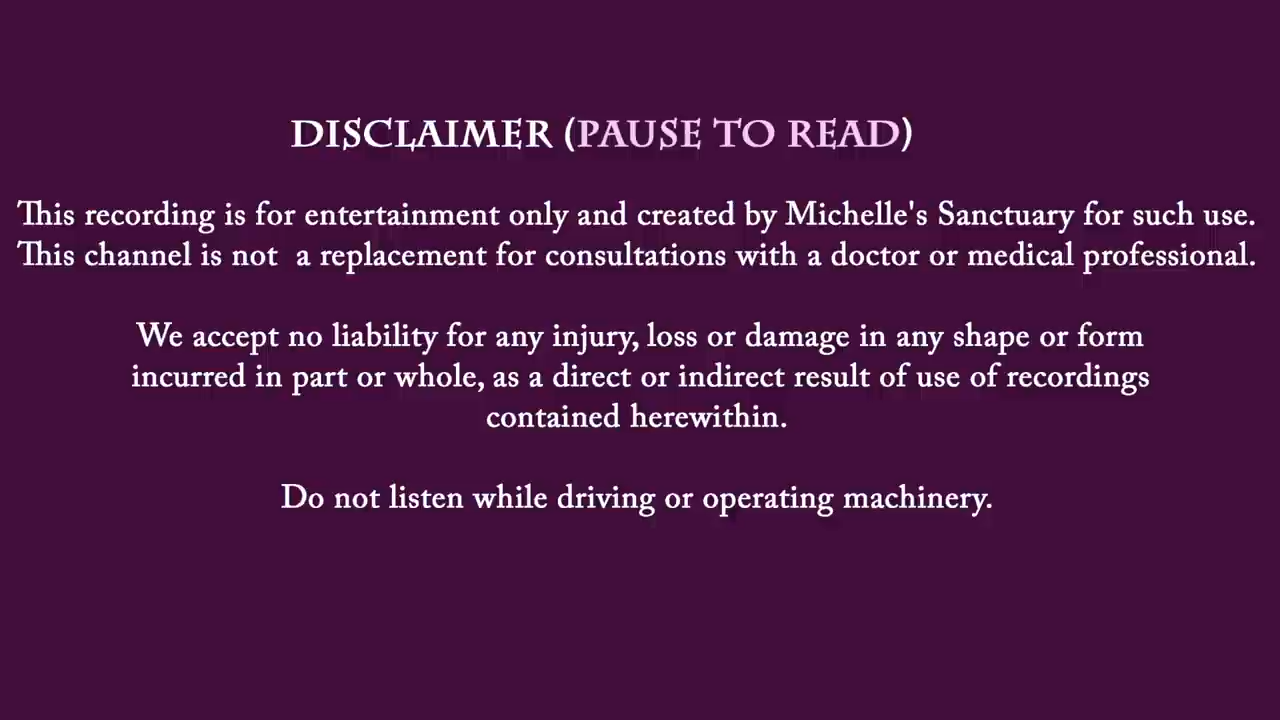 DISCLAIMER (PAUSE TO READ)
This recording is for entertainment only and created by Michelle's Sanctuary for such use.
This channel is not  a replacement for consultations with a doctor or medical professional.
We accept no liability for any injury, loss or damage in any shape or form
incurred in part or whole, as a direct or indirect result of use of recordings
contained herewithin.
Do not listen while driving or operating machinery.